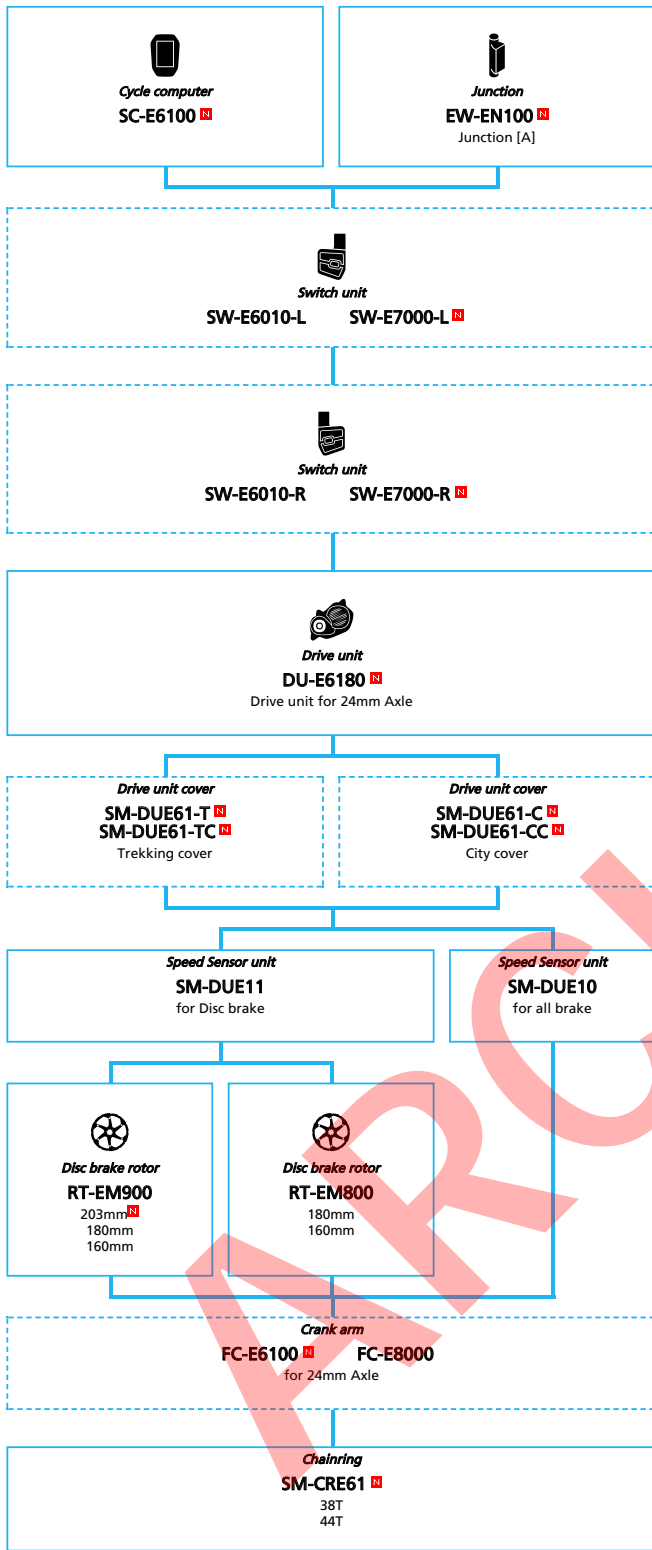 Cycle computer
SC-E6100 N
Junction
EW-EN100 N
Junction [A]
Switch unit
SW-E6010-L SW-E7000-L N
Switch unit
SW-E6010-R SW-E7000-R N
Drive unit
DU-E6180 N
Drive unit for 24mm Axle
Drive unit cover
SM-DUE61-T N
SM-DUE61-TC N
Trekking cover
Drive unit cover
SM-DUE61-C N
SM-DUE61-CC N
City cover
Speed Sensor unit
SM-DUE11
for Disc brake
Speed Sensor unit
SM-DUE10
for all brake
Disc brake rotor
RT-EM900
203mm N
180mm
160mm
Disc brake rotor
RT-EM800
180mm
160mm
Crank arm
FC-E6100 N FC-E8000
for 24mm Axle
Chainring
SM-CRE61 N
38T
44T